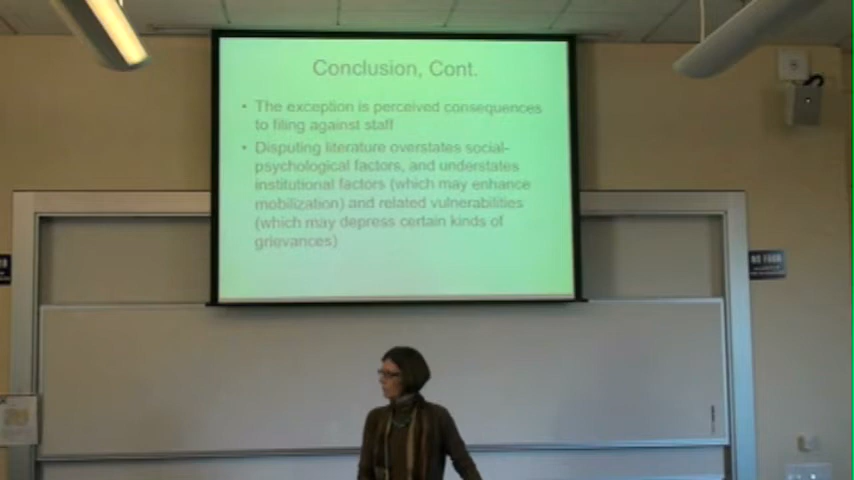 Conclusion, Cont.
• The exception is perceived consequences
to filing against staff
• Disputing literature overstates social-
psychological factors, and understates
institutional factors (which may enhance
mobilization) and related vulnerabilities
(which may depress certain kinds of
grievances)
NO FOOD